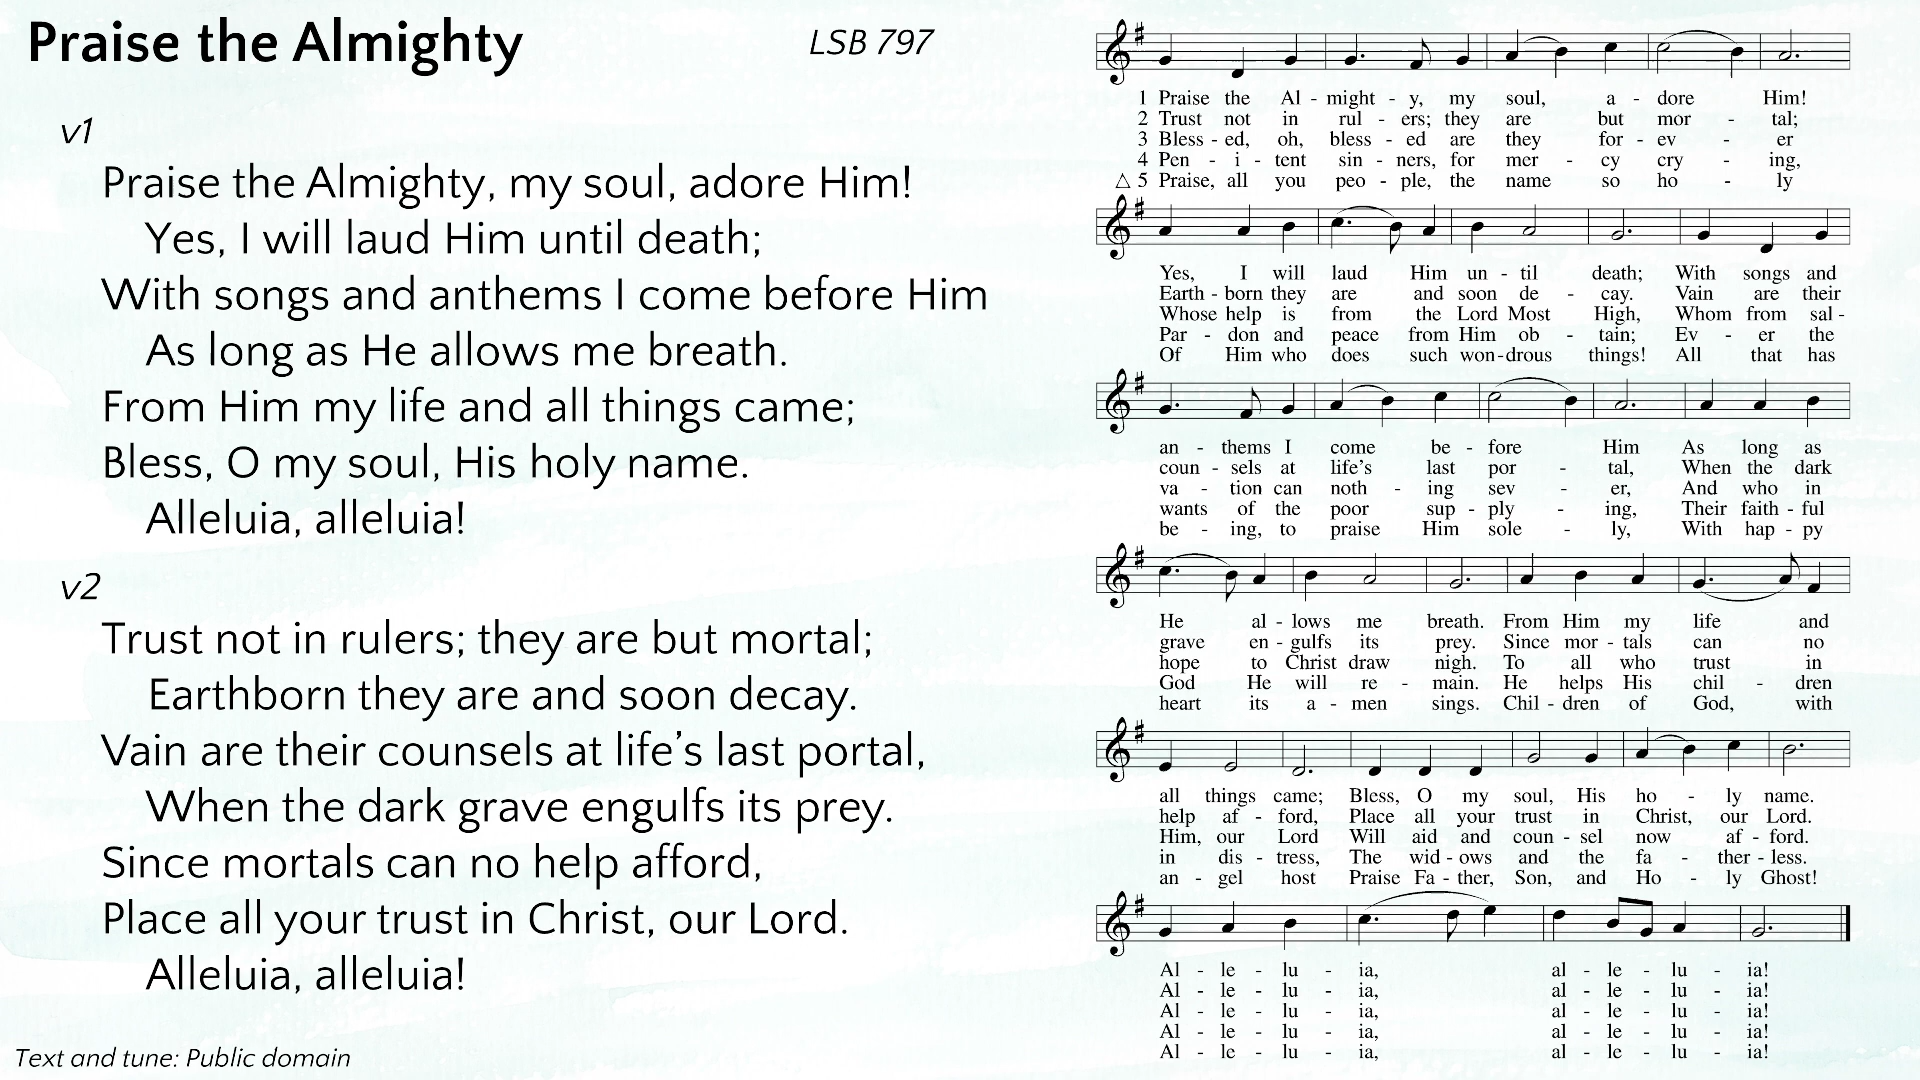 Praise the Almighty
LSB 797
v1
Praise the Almighty, my soul, adore Him!
Yes, I will laud Him until death;
With songs and anthems I come before Him
As long as He allows me breath.
From Him my life and all things came;
Bless, O my soul, His holy name.
Alleluia, alleluia!
v2
Trust not in rulers; they are but mortal;
Earthborn they are and soon decay.
Vain are their counsels at life’s last portal,
When the dark grave engulfs its prey.
Since mortals can no help afford,
Place all your trust in Christ, our Lord.
Alleluia, alleluia!
Text and tune: Public domain
1 Praise the Al - might - y, my soul, a - dore Him!
2 Trust not in rul - ers; they are but mor - tal;
3 Bless - ed, oh, bless - ed are they for - ev - er
4 Pen - i - tent sin - ners, for mer - cy cry - ing,
△ 5 Praise, all you peo - ple, the name so ho - ly
Yes, I will laud Him un - til death; With songs and
Earth - born they are and soon de - cay. Vain are their
Whose help is from the Lord Most High, Whom from sal -
Par - don and peace from Him ob - tain; Ev - er the
Of Him who does such won - drous things! All that has
an - thems I come be - fore Him As long as
coun - sels at life’s last por - tal, When the dark
va - tion can noth - ing sev - er, And who in
wants of the poor sup - ply - ing, Their faith - ful
be - ing, to praise Him sole - ly, With hap - py
He al - lows me breath. From Him my life and
grave en - gulfs its prey. Since mor - tals can no
hope to Christ draw nigh. To all who trust in
God He will re - main. He helps His chil - dren
heart its a - men sings. Chil - dren of God, with
all things came; Bless, O my soul, His ho - ly name.
help af - ford, Place all your trust in Christ, our Lord.
Him, our Lord Will aid and coun - sel now af - ford.
in dis - tress, The wid - ows and the fa - ther - less.
an - gel host Praise Fa - ther, Son, and Ho - ly Ghost!
Al - le - lu - ia, al - le - lu - ia!
Al - le - lu - ia, al - le - lu - ia!
Al - le - lu - ia, al - le - lu - ia!
Al - le - lu - ia, al - le - lu - ia!
Al - le - lu - ia, al - le - lu - ia!